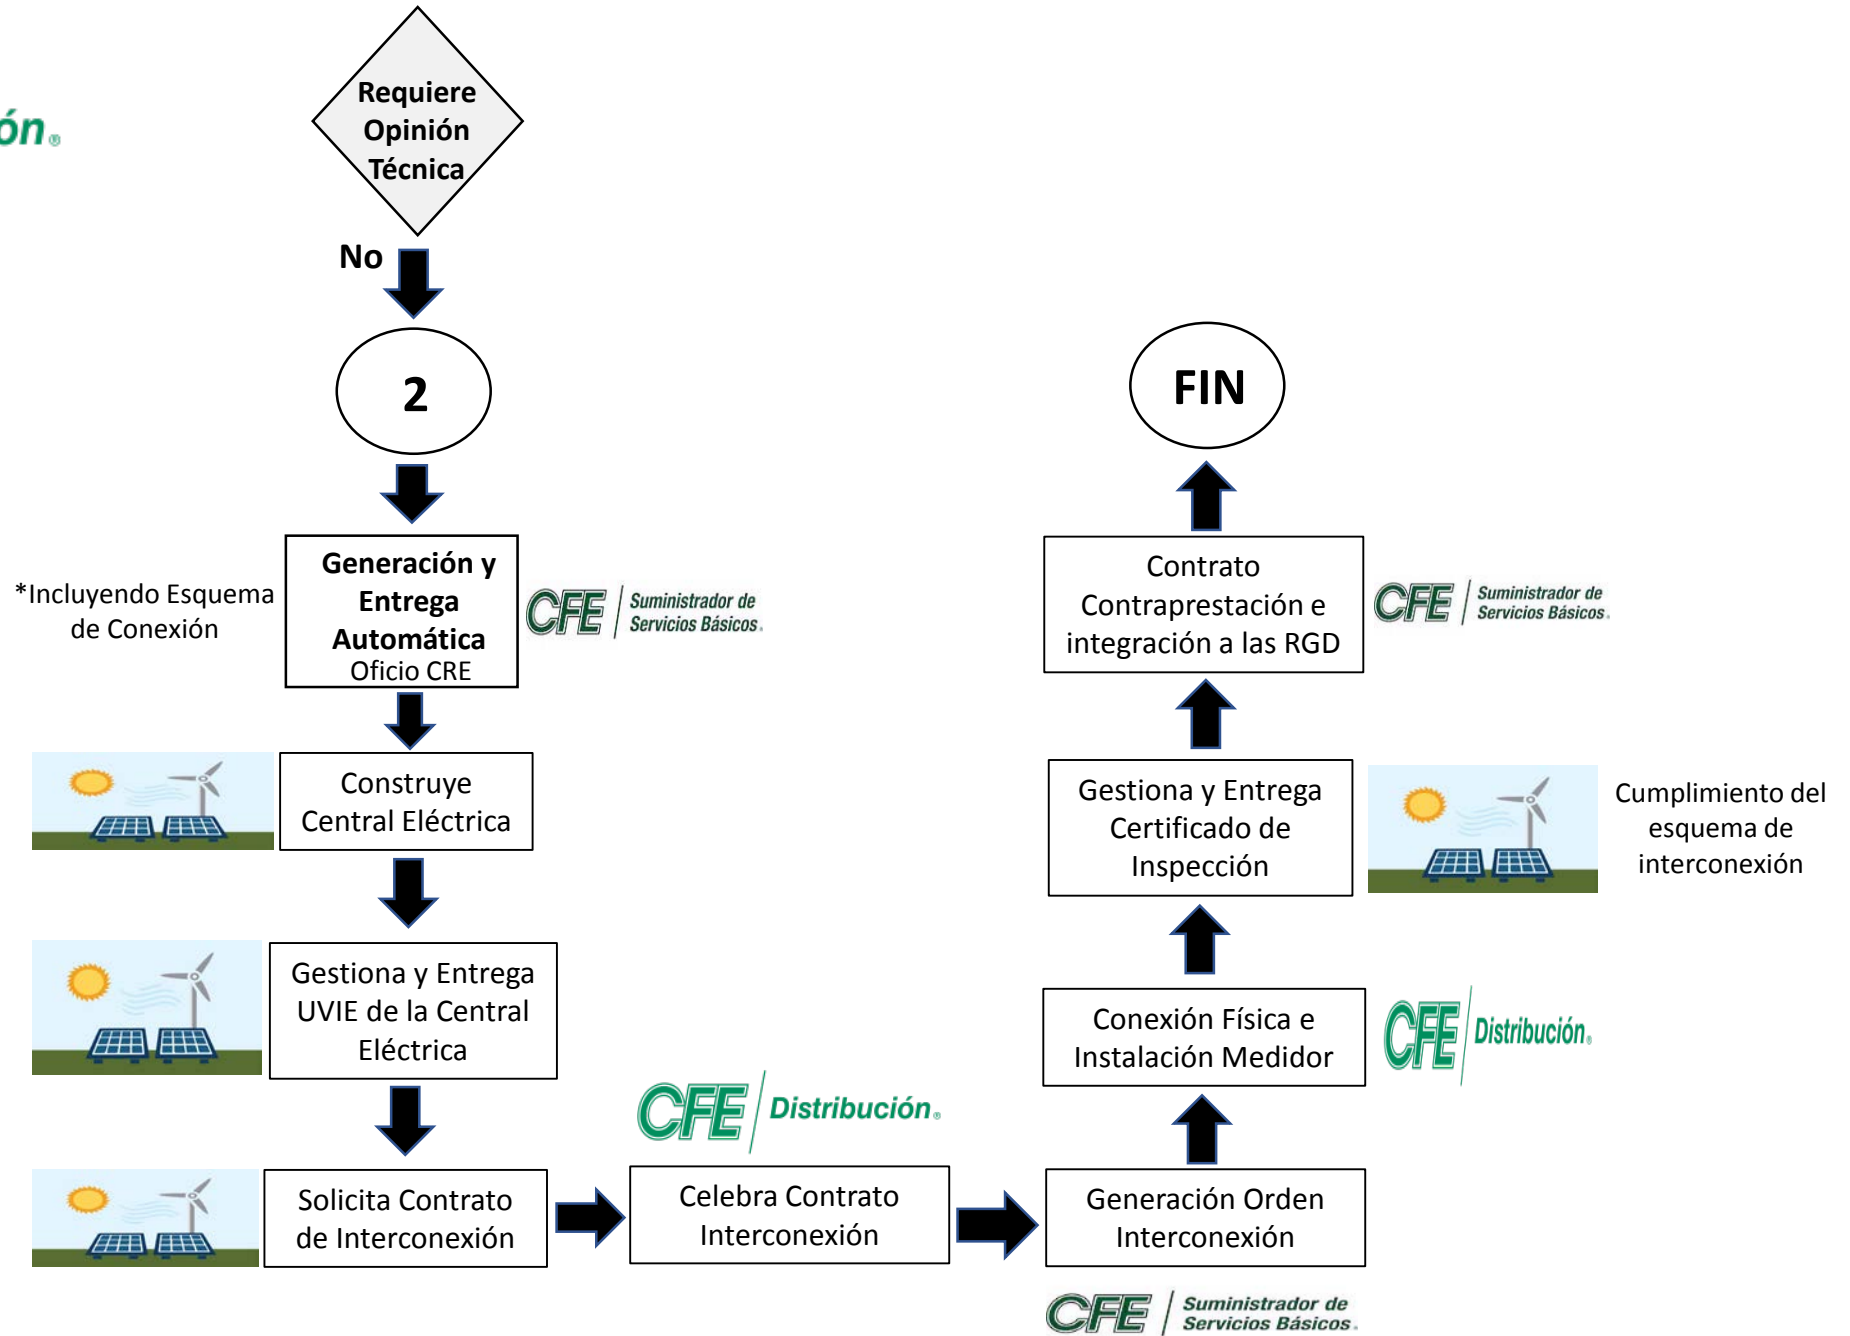 Requiere
Opinión
Técnica
ón®
No
2
*Incluyendo Esquema
de Conexión
Generación y
Entrega
Automática
Oficio CRE
CFE Suministrador de
Servicios Básicos®
Construye
Central Eléctrica
Gestiona y Entrega
UVIE de la Central
Eléctrica
Solicita Contrato
de Interconexión
CFE Distribución®
Celebra Contrato
Interconexión
Generación Orden
Interconexión
CFE Suministrador de
Servicios Básicos®
Conexión Física e
Instalación Medidor
CFE Distribución®
Gestiona y Entrega
Certificado de
Inspección
Cumplimiento del
esquema de
interconexión
Contrato
Contraprestación e
integración a las RGD
CFE Suministrador de
Servicios Básicos®
FIN